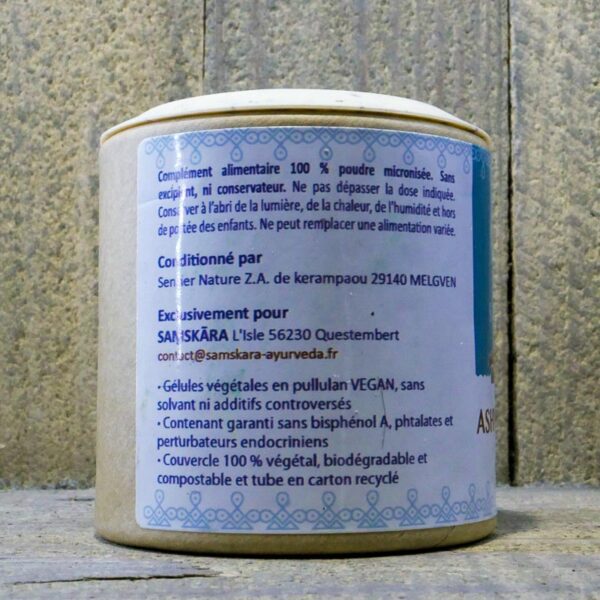 Complément alimentaire 100 % poudre micronisée. Sans
excipient, ni conservateur. Ne pas dépasser la dose indiquée.
Conserver à l'abri de la lumière, de la chaleur, de l'humidité et hors
de portée des enfants. Ne peut remplacer une alimentation variée.
Conditionné par
Sentier Nature Z.A. de kerampaou 29140 MELGVEN
Exclusivement pour
SAMSKĀRA L'Isle 56230 Questembert
contact@samskara-ayurveda.fr
• Gélules végétales en pullulan VEGAN, sans
solvant ni additifs controversés
• Contenant garanti sans bisphénol A, phtalates et
perturbateurs endocriniens
• Couvercle 100 % végétal, biodégradable et
compostable et tube en carton recyclé